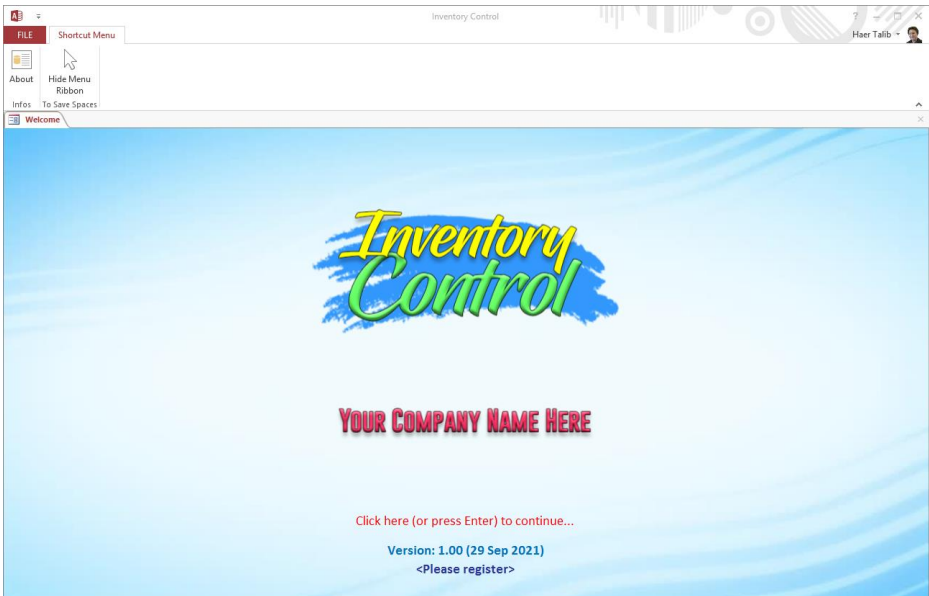 Inventory Control
FILE
Shortcut Menu
Haer Talib
About
Hide Menu
Ribbon
Infos
To Save Spaces
Welcome
Inventory
Control
YOUR COMPANY NAME HERE
Click here (or press Enter) to continue...
Version: 1.00 (29 Sep 2021)
<Please register>